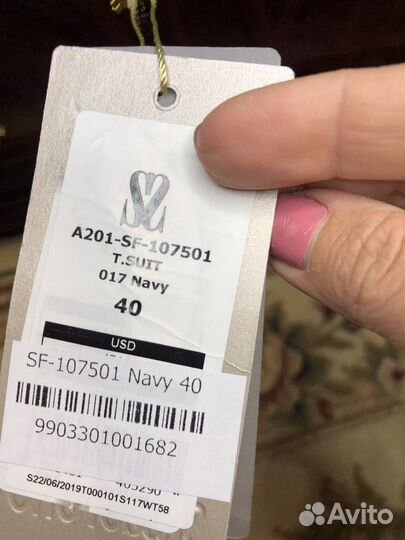 A201-SF-107501
T.SUIT
017 Navy
40
USD
SF-107501 Navy 40
9903301001682
S22/06/2019T000101S117WT58
Avito